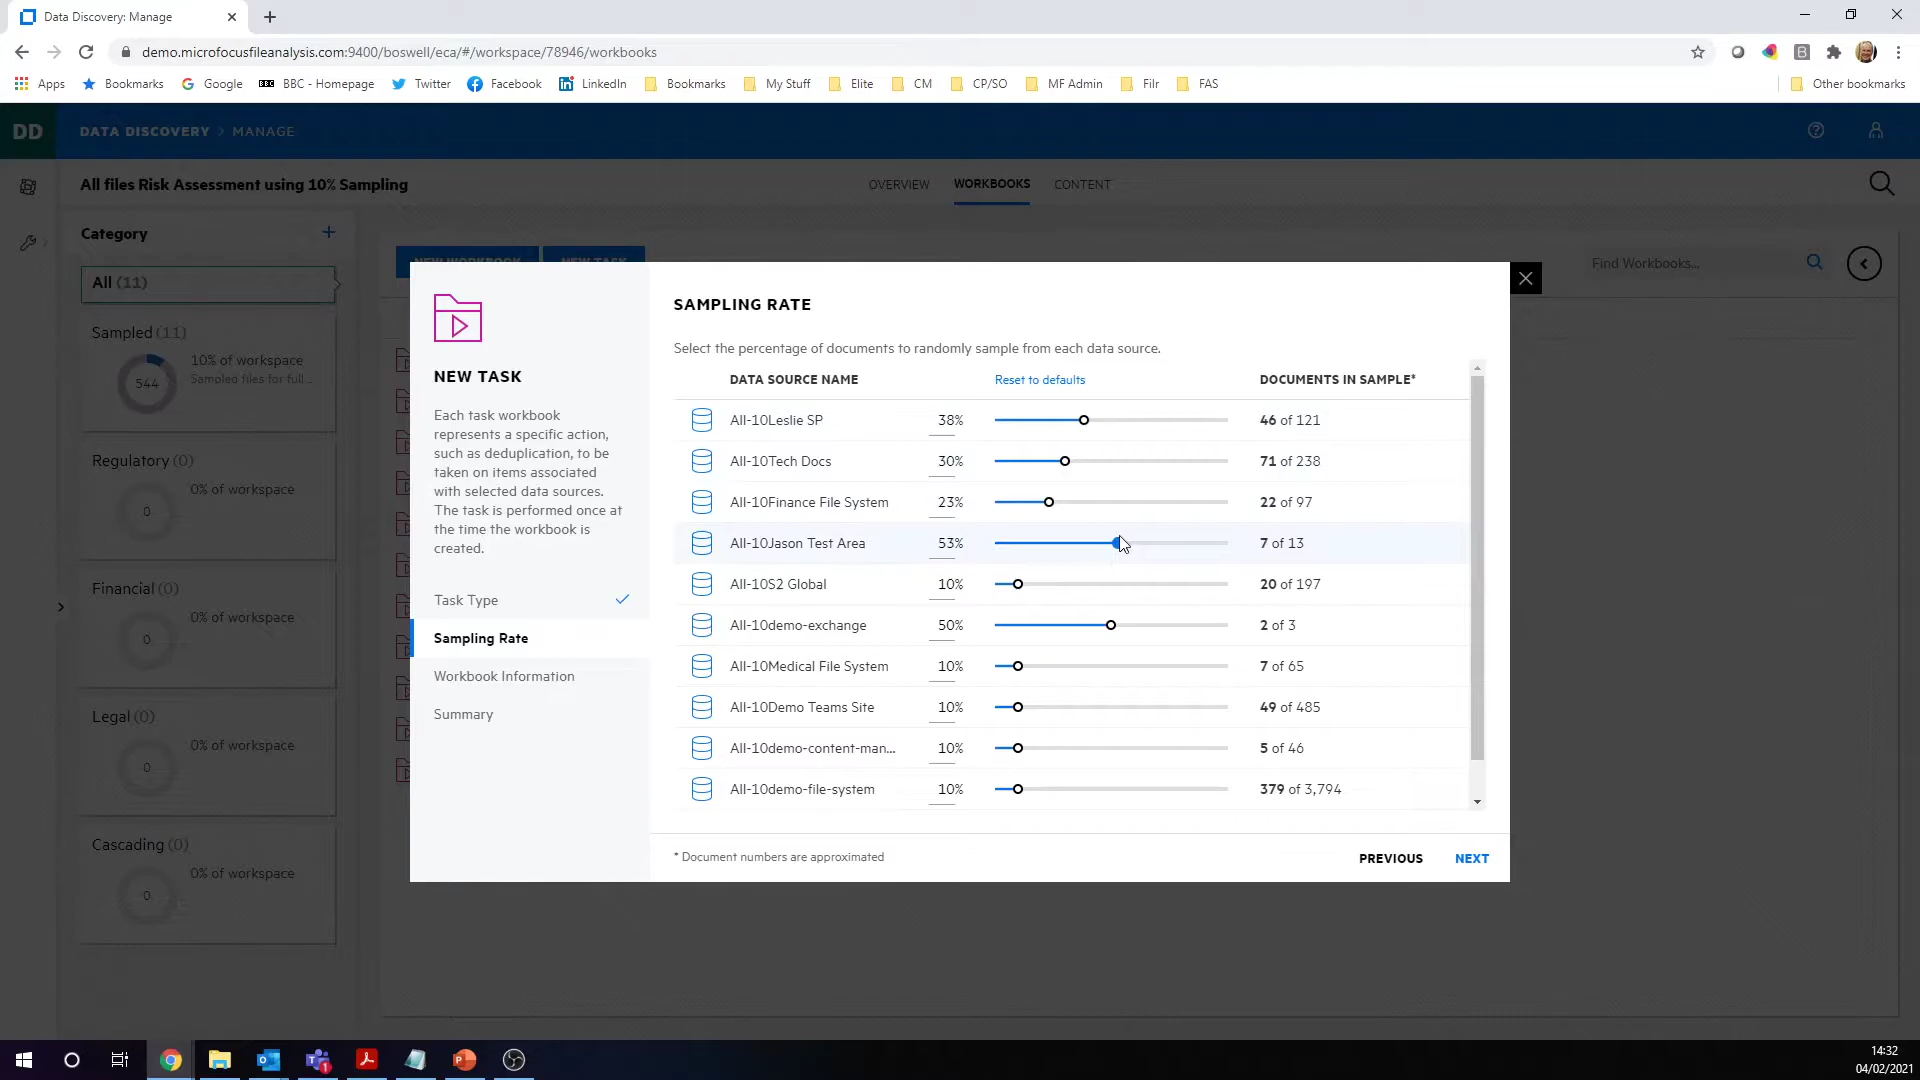 Data Discovery: Manage
demo.microfocusfileanalysis.com:9400/boswell/eca/#/workspace/78946/workbooks
Apps Bookmarks Google BBC - Homepage Twitter Facebook LinkedIn Bookmarks My Stuff Elite CM CP/SO MF Admin Filr FAS Other bookmarks
DD DATA DISCOVERY > MANAGE
All files Risk Assessment using 10% Sampling
OVERVIEW WORKBOOKS CONTENT
Category +
NEW WORKBOOK NEW TASK
Find Workbooks...
All (11)
Sampled (11)
10% of workspace
Sampled files for full ...
544
Regulatory (0)
0% of workspace
0
Financial (0)
0% of workspace
0
Legal (0)
0% of workspace
0
Cascading (0)
0% of workspace
0
NEW TASK
Each task workbook
represents a specific action,
such as deduplication, to be
taken on items associated
with selected data sources.
The task is performed once at
the time the workbook is
created.
Task Type
Sampling Rate
Workbook Information
Summary
SAMPLING RATE
Select the percentage of documents to randomly sample from each data source.
DATA SOURCE NAME Reset to defaults DOCUMENTS IN SAMPLE*
All-10Leslie SP 38% 46 of 121
All-10Tech Docs 30% 71 of 238
All-10Finance File System 23% 22 of 97
All-10Jason Test Area 53% 7 of 13
All-10S2 Global 10% 20 of 197
All-10demo-exchange 50% 2 of 3
All-10Medical File System 10% 7 of 65
All-10Demo Teams Site 10% 49 of 485
All-10demo-content-man... 10% 5 of 46
All-10demo-file-system 10% 379 of 3,794
* Document numbers are approximated
PREVIOUS NEXT
14:32
04/02/2021